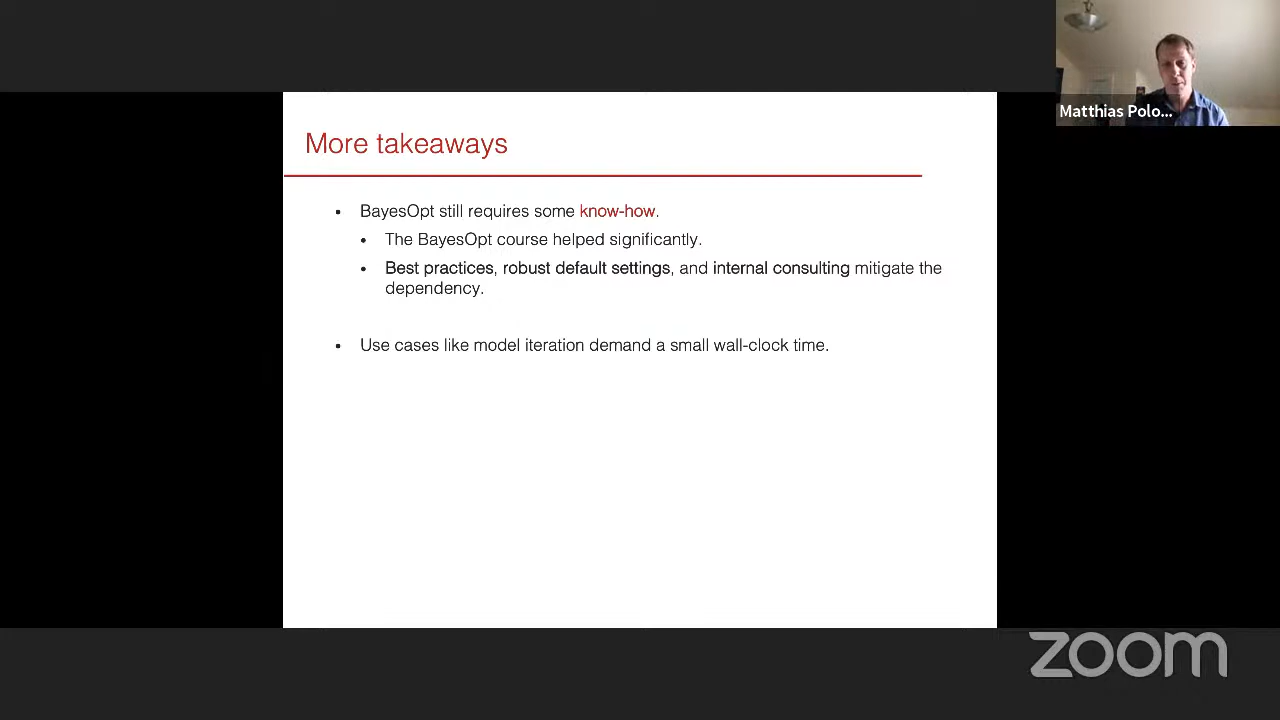 Matthias Polo...
More takeaways
• BayesOpt still requires some know-how.
• The BayesOpt course helped significantly.
• Best practices, robust default settings, and internal consulting mitigate the
dependency.
• Use cases like model iteration demand a small wall-clock time.
zoom